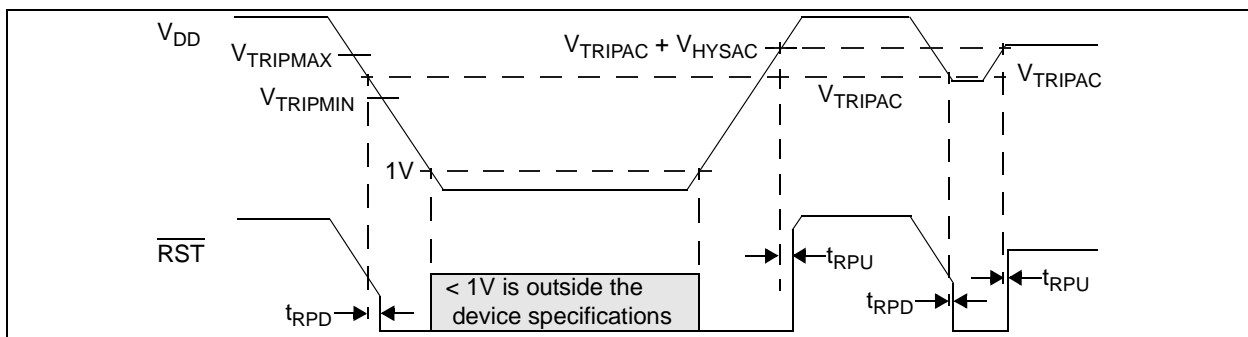 VDD
VTRIPMAX
VTRIPMIN
1V
VTRIPAC + VHYSAC
VTRIPAC
VTRIPAC
RST
tRPD
< 1V is outside the
device specifications
tRPU
tRPD
tRPU